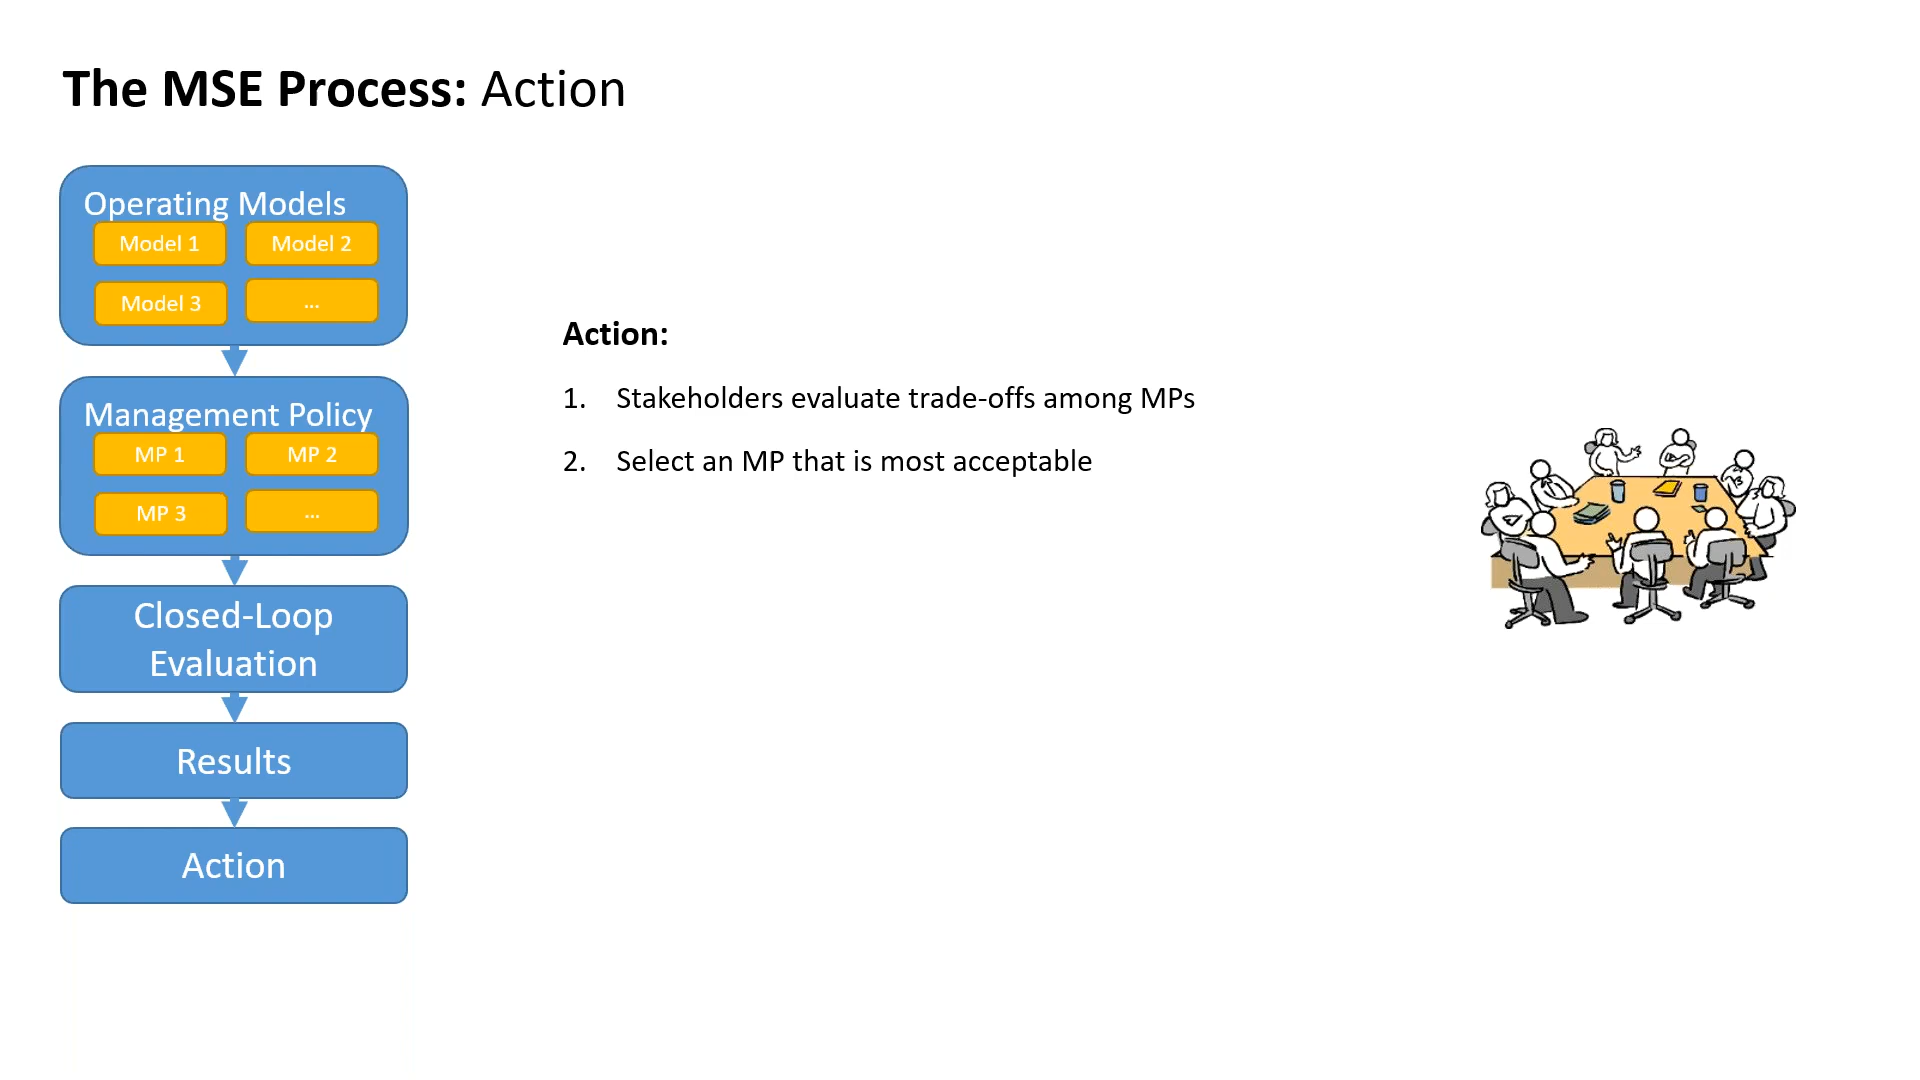 The MSE Process: Action
Operating Models
Model 1
Model 2
Model 3
...
Management Policy
MP 1
MP 2
MP 3
...
Closed-Loop
Evaluation
Results
Action
Action:
1. Stakeholders evaluate trade-offs among MPs
2. Select an MP that is most acceptable